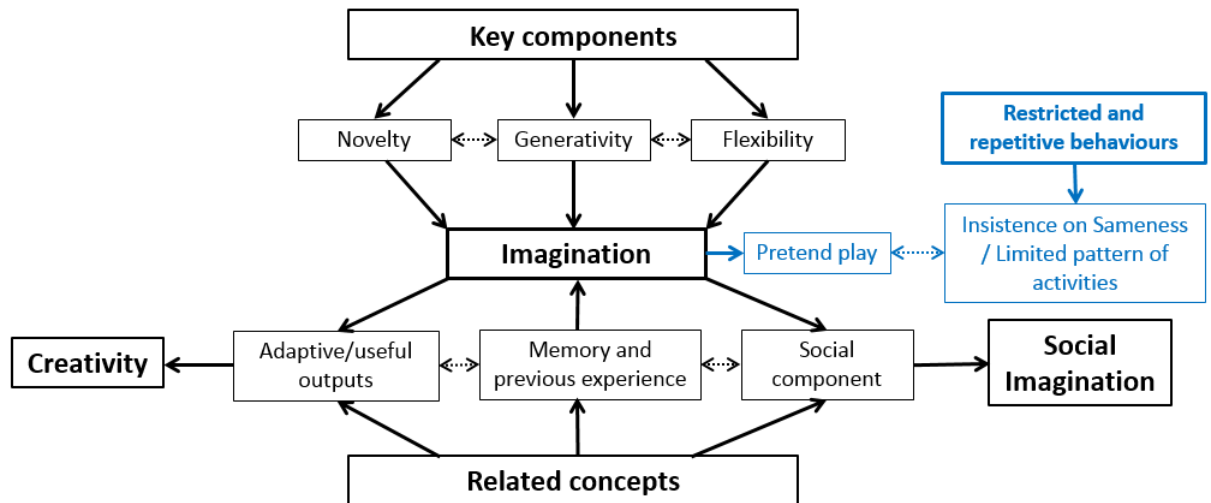 Key components
Novelty
Generativity
Flexibility
Restricted and
repetitive behaviours
Imagination
Pretend play
Insistence on Sameness
/ Limited pattern of
activities
Creativity
Adaptive/useful
outputs
Memory and
previous experience
Social
component
Social
Imagination
Related concepts